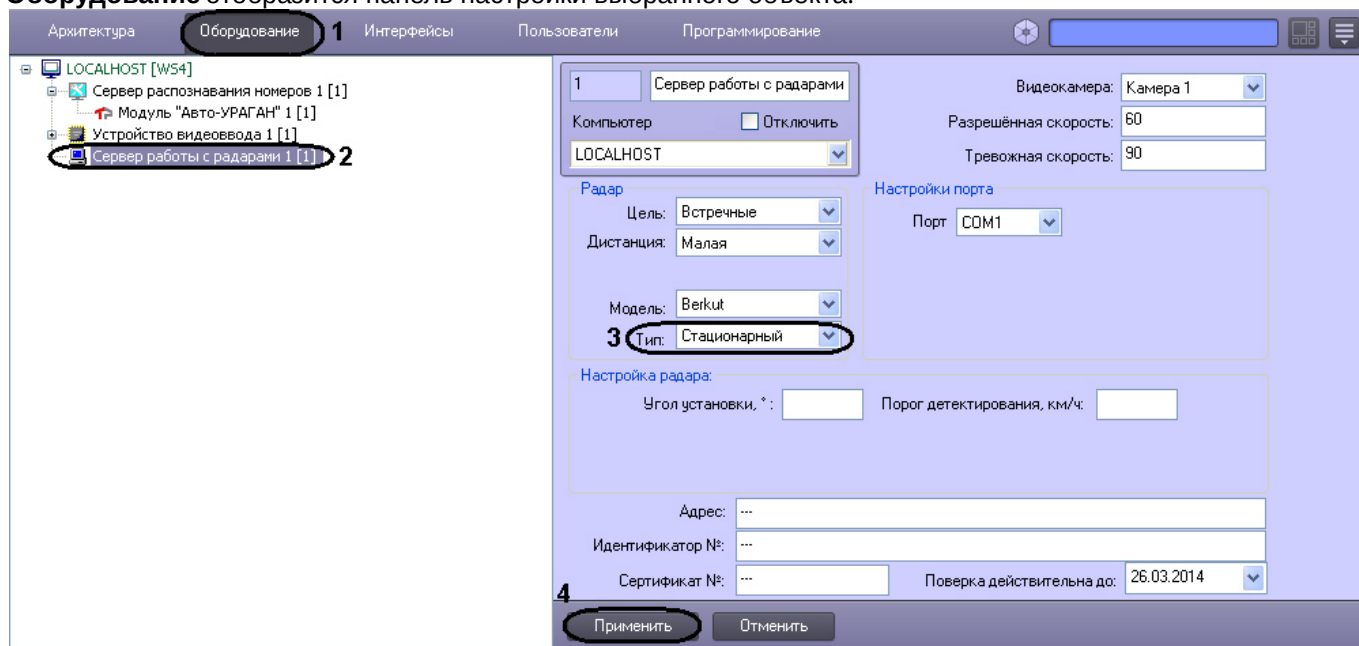 Оборудование отобразится панель настройки выбранного объекта.
Архитектура Оборудование 1 Интерфейсы Пользователи Программирование
LOCALHOST [WS4]
Сервер распознавания номеров 1 [1]
Модуль "Авто-УРАГАН" 1 [1]
Устройство видеоввода 1 [1]
Сервер работы с радарами 1 [1] 2
1 Сервер работы с радарами
Компьютер Отключить
LOCALHOST
Видеокамера: Камера 1
Разрешённая скорость: 60
Тревожная скорость: 90
Радар
Цель: Встречные
Дистанция: Малая
Модель: Berkut
3 Тип: Стационарный
Настройки порта
Порт COM1
Настройка радара:
Угол установки, ° : Порог детектирования, км/ч:
Адрес: ---
Идентификатор №: ---
Сертификат №: --- Поверка действительна до: 26.03.2014
4
Применить Отменить